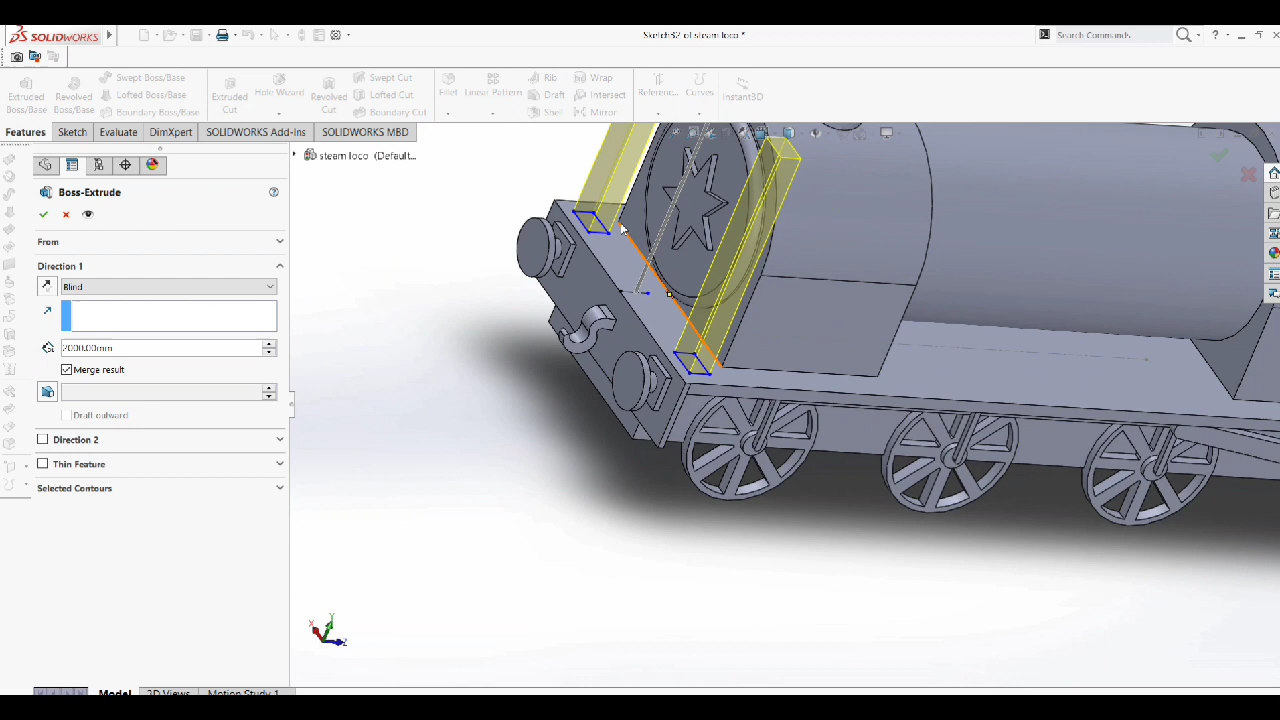 SOLIDWORKS
Sketch32 of steam loco *
Search Commands
?
Extruded
Boss/Base
Revolved
Boss/Base
Swept Boss/Base
Lofted Boss/Base
Boundary Boss/Base
Extruded
Cut
Hole Wizard
Revolved
Cut
Swept Cut
Lofted Cut
Boundary Cut
Fillet
Linear Pattern
Rib
Draft
Shell
Wrap
Intersect
Mirror
Referenc...
Curves
Instant3D
Features
Sketch
Evaluate
DimXpert
SOLIDWORKS Add-Ins
SOLIDWORKS MBD
steam loco (Default...
Boss-Extrude
From
Direction 1
Blind
2000.00mm
Merge result
Draft outward
Direction 2
Thin Feature
Selected Contours
Y
X
Z
Model
3D Views
Motion Study 1